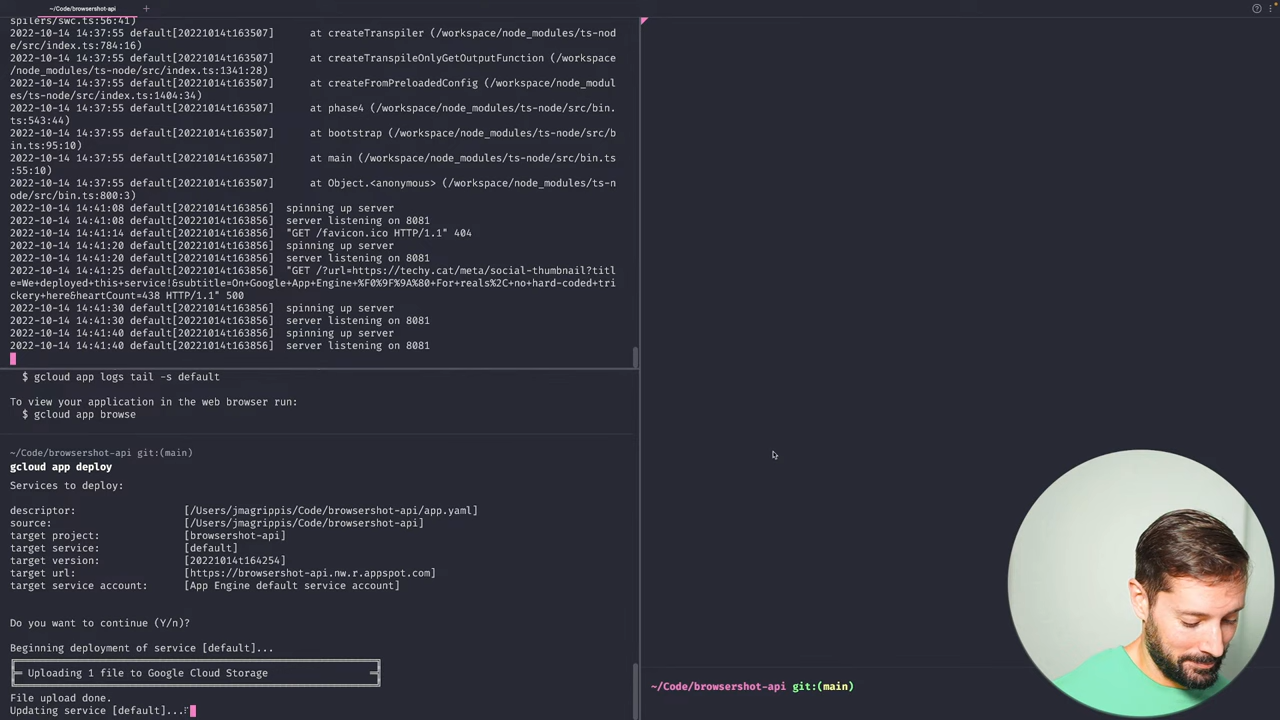 ~/Code/browsershot-api
spilers/swc.ts:56:41)
2022-10-14 14:37:55 default[20221014t163507]      at createTranspiler (/workspace/node_modules/ts-nod
e/src/index.ts:784:16)
2022-10-14 14:37:55 default[20221014t163507]      at createTranspileOnlyGetOutputFunction (/workspace
/node_modules/ts-node/src/index.ts:1341:28)
2022-10-14 14:37:55 default[20221014t163507]      at createFromPreloadedConfig (/workspace/node_modul
es/ts-node/src/index.ts:1404:34)
2022-10-14 14:37:55 default[20221014t163507]      at phase4 (/workspace/node_modules/ts-node/src/bin.
ts:543:44)
2022-10-14 14:37:55 default[20221014t163507]      at bootstrap (/workspace/node_modules/ts-node/src/b
in.ts:95:10)
2022-10-14 14:37:55 default[20221014t163507]      at main (/workspace/node_modules/ts-node/src/bin.ts
:55:10)
2022-10-14 14:37:55 default[20221014t163507]      at Object.<anonymous> (/workspace/node_modules/ts-n
ode/src/bin.ts:800:3)
2022-10-14 14:41:08 default[20221014t163856]  spinning up server
2022-10-14 14:41:08 default[20221014t163856]  server listening on 8081
2022-10-14 14:41:14 default[20221014t163856]  "GET /favicon.ico HTTP/1.1" 404
2022-10-14 14:41:20 default[20221014t163856]  spinning up server
2022-10-14 14:41:20 default[20221014t163856]  server listening on 8081
2022-10-14 14:41:25 default[20221014t163856]  "GET /?url=https://techy.cat/meta/social-thumbnail?titl
e=We+deployed+this+service!&subtitle=On+Google+App+Engine+%F0%9F%9A%80+For+reals%2C+no+hard-coded+tri
ckery+here&heartCount=438 HTTP/1.1" 500
2022-10-14 14:41:30 default[20221014t163856]  spinning up server
2022-10-14 14:41:30 default[20221014t163856]  server listening on 8081
2022-10-14 14:41:40 default[20221014t163856]  spinning up server
2022-10-14 14:41:40 default[20221014t163856]  server listening on 8081
$ gcloud app logs tail -s default
To view your application in the web browser run:
$ gcloud app browse
~/Code/browsershot-api git:(main)
gcloud app deploy
Services to deploy:
descriptor:                  [/Users/jmagrippis/Code/browsershot-api/app.yaml]
source:                      [/Users/jmagrippis/Code/browsershot-api]
target project:              [browsershot-api]
target service:              [default]
target version:              [20221014t164254]
target url:                  [https://browsershot-api.nw.r.appspot.com]
target service account:      [App Engine default service account]
Do you want to continue (Y/n)?
Beginning deployment of service [default]...
Uploading 1 file to Google Cloud Storage
File upload done.
Updating service [default]...
~/Code/browsershot-api git:(main)